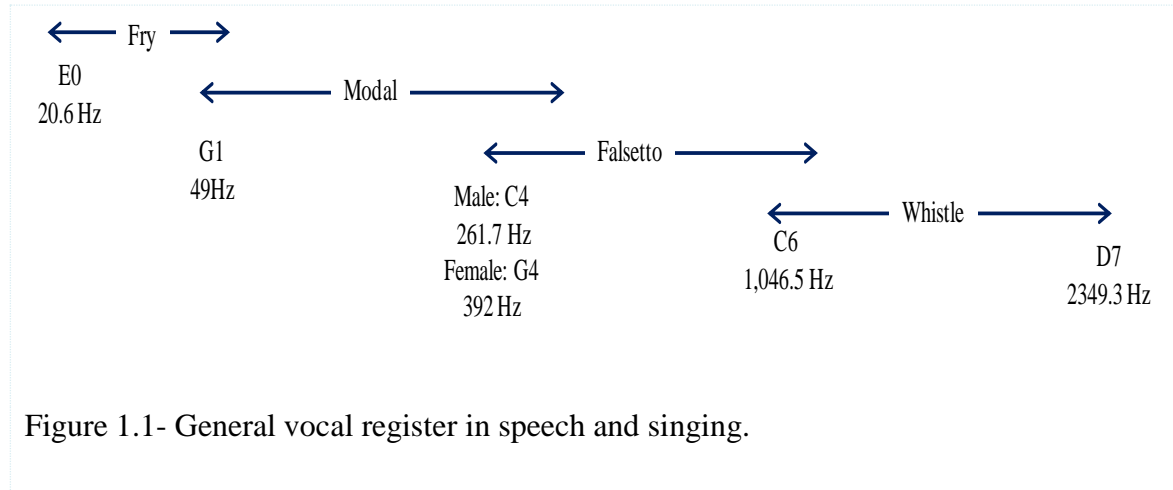 Fry
E0
20.6 Hz
Modal
G1
49Hz
Falsetto
Male: C4
261.7 Hz
Female: G4
392 Hz
Whistle
C6
1,046.5 Hz
D7
2349.3 Hz
Figure 1.1- General vocal register in speech and singing.